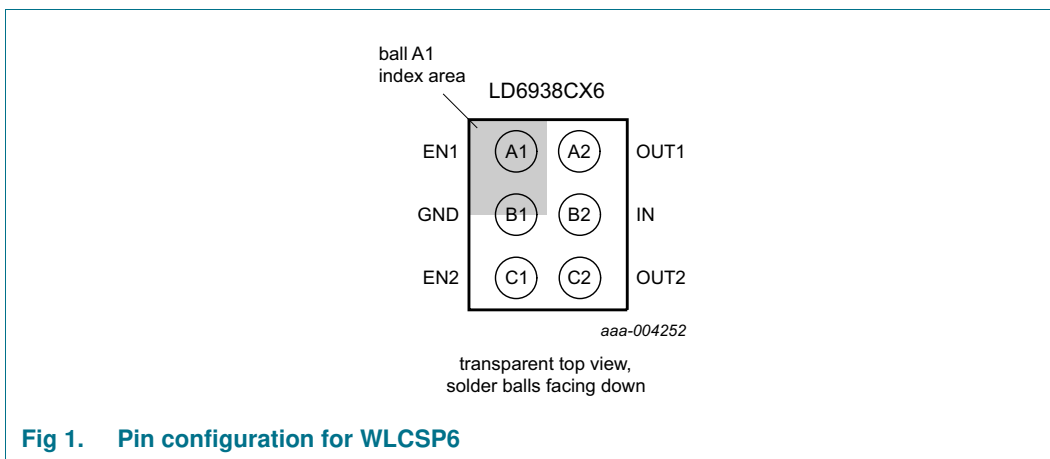 ball A1
index area
LD6938CX6
EN1 A1 A2 OUT1
GND B1 B2 IN
EN2 C1 C2 OUT2
aaa-004252
transparent top view,
solder balls facing down
Fig 1. Pin configuration for WLCSP6